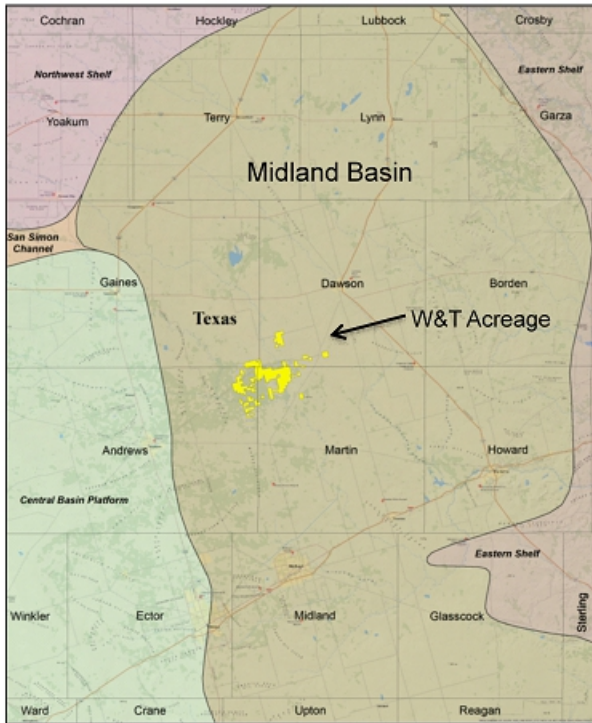 Cochran
Hockley
Lubbock
Crosby
Northwest Shelf
Eastern Shelf
Yoakum
Terry
Lynn
Garza
Midland Basin
San Simon
Channel
Gaines
Dawson
Borden
Texas
W&T Acreage
Andrews
Martin
Howard
Central Basin Platform
Eastern Shelf
Winkler
Ector
Midland
Glasscock
Sterling
Ward
Crane
Upton
Reagan